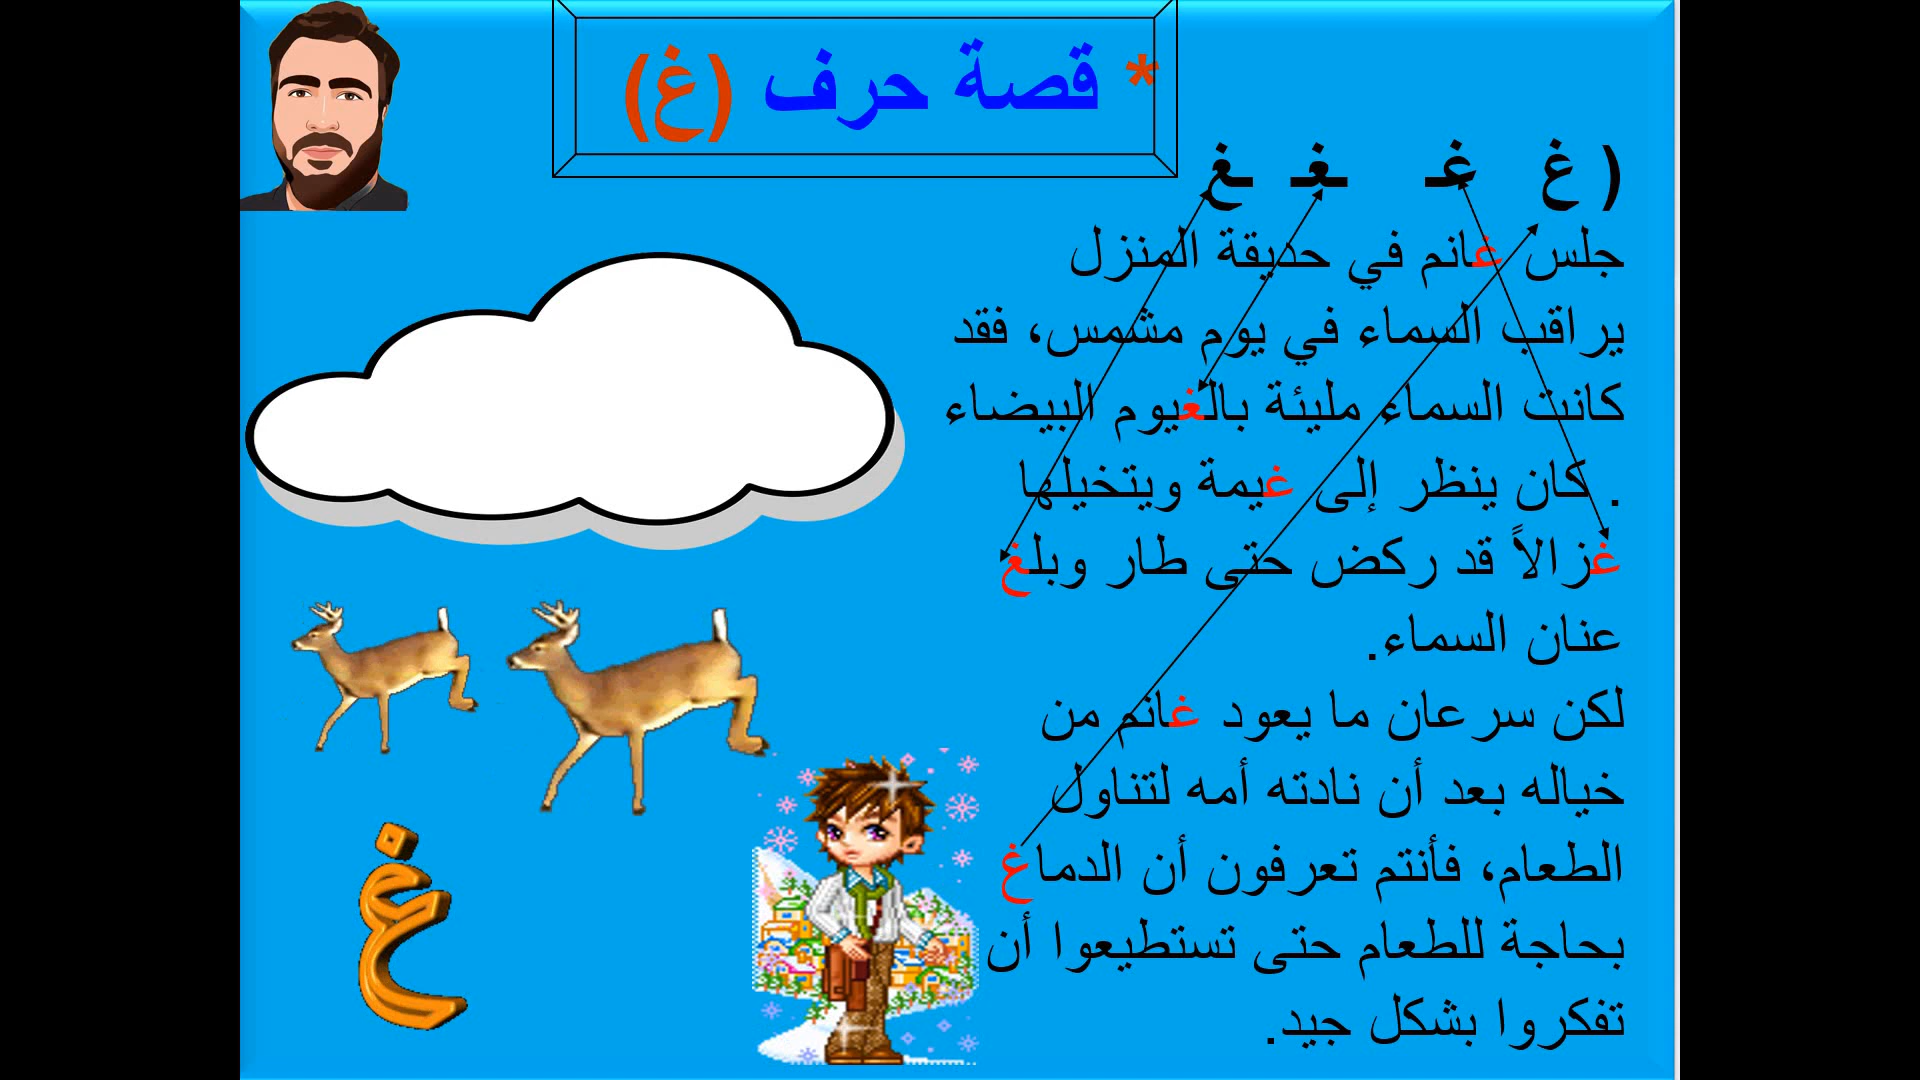 * قصة حرف (غ)
( غ غـ ـغـ ـغ
جلس غانم في حديقة المنزل
يراقب السماء في يوم مشمس، فقد
كانت السماء مليئة بالغيوم البيضاء
. كان ينظر إلى غيمة ويتخيلها
غزالاً قد ركض حتى طار وبلغ
عنان السماء.
لكن سرعان ما يعود غانم من
خياله بعد أن نادته أمه لتناول
الطعام، فأنتم تعرفون أن الدماغ
بحاجة للطعام حتى تستطيعوا أن
تفكروا بشكل جيد.
غ